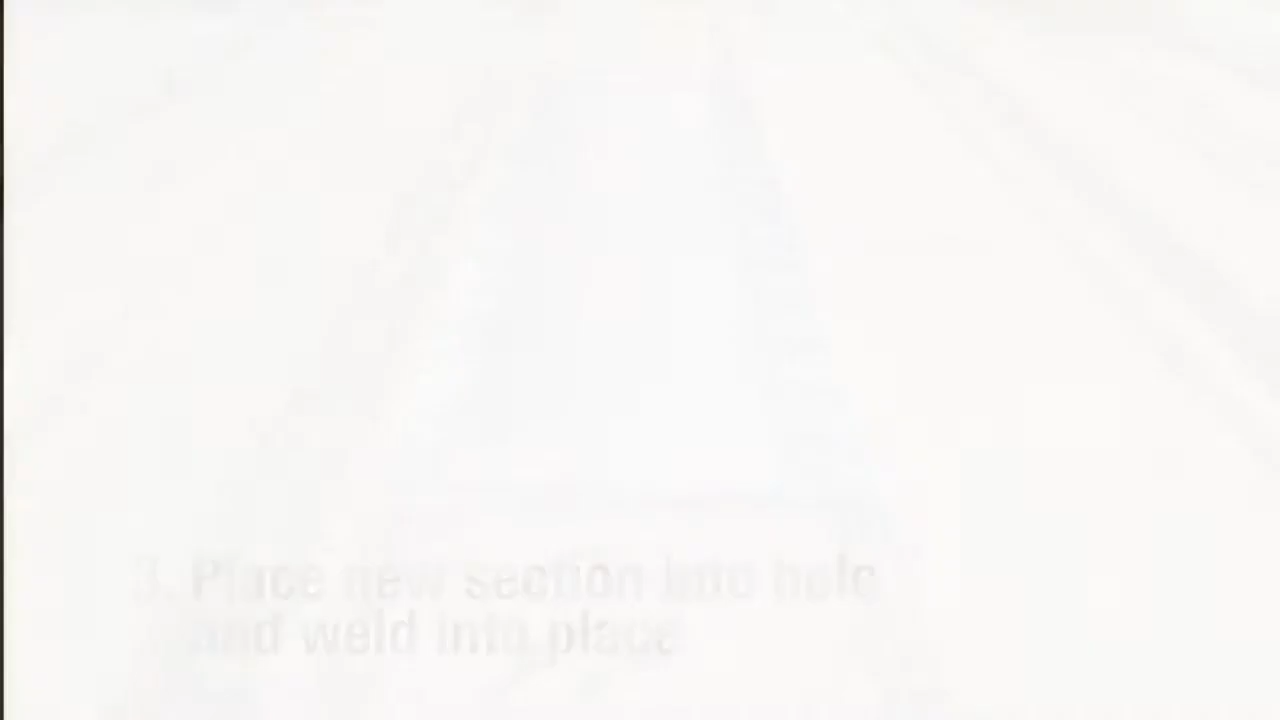 3. Place new section into hole
and weld into place